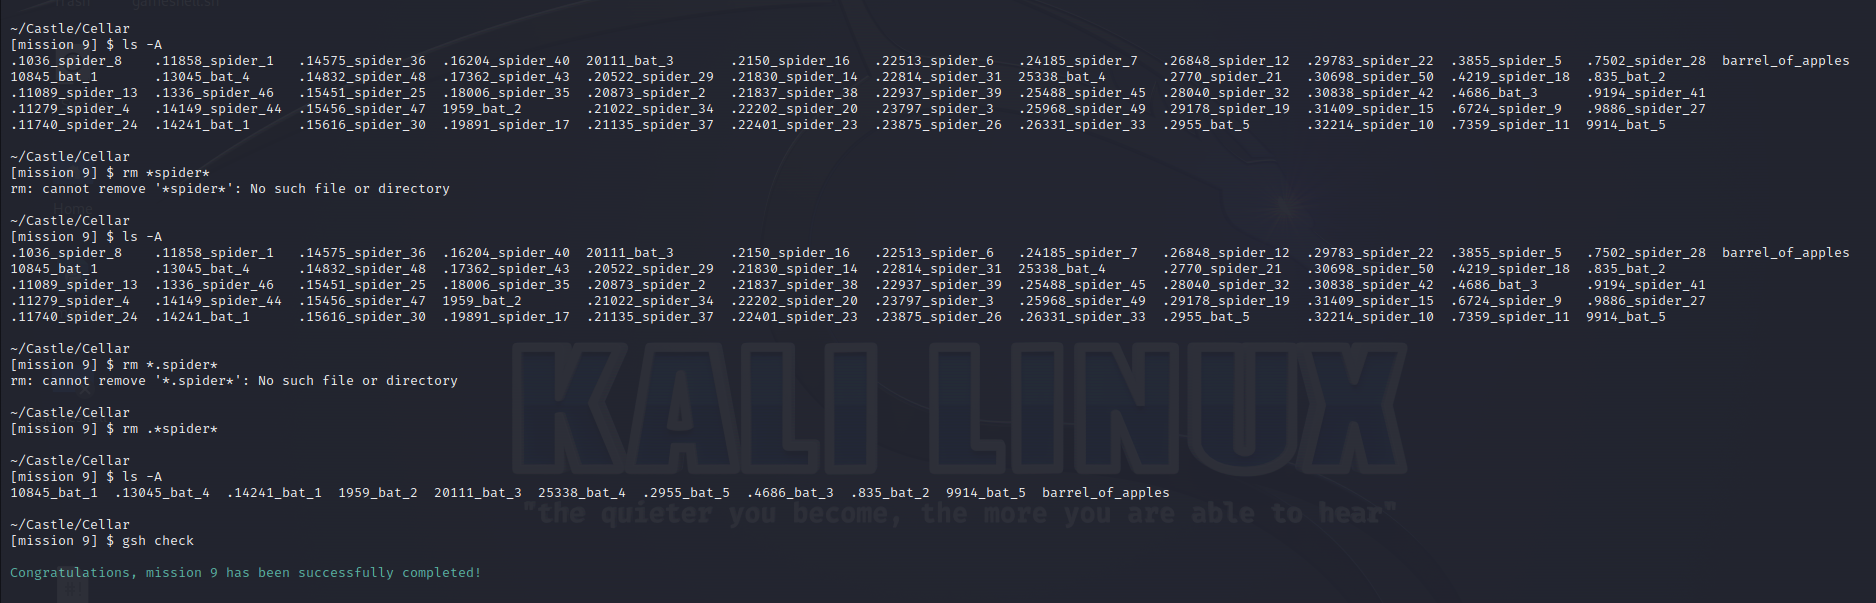 Trash gameshell.sh
~/Castle/Cellar
[mission 9] $ ls -A
.1036_spider_8 .11858_spider_1 .14575_spider_36 .16204_spider_40 20111_bat_3 .2150_spider_16 .22513_spider_6 .24185_spider_7 .26848_spider_12 .29783_spider_22 .3855_spider_5 .7502_spider_28 barrel_of_apples
10845_bat_1 .13045_bat_4 .14832_spider_48 .17362_spider_43 .20522_spider_29 .21830_spider_14 .22814_spider_31 25338_bat_4 .2770_spider_21 .30698_spider_50 .4219_spider_18 .835_bat_2
.11089_spider_13 .1336_spider_46 .15451_spider_25 .18006_spider_35 .20873_spider_2 .21837_spider_38 .22937_spider_39 .25488_spider_45 .28040_spider_32 .30838_spider_42 .4686_bat_3 .9194_spider_41
.11279_spider_4 .14149_spider_44 .15456_spider_47 1959_bat_2 .21022_spider_34 .22202_spider_20 .23797_spider_3 .25968_spider_49 .29178_spider_19 .31409_spider_15 .6724_spider_9 .9886_spider_27
.11740_spider_24 .14241_bat_1 .15616_spider_30 .19891_spider_17 .21135_spider_37 .22401_spider_23 .23875_spider_26 .26331_spider_33 .2955_bat_5 .32214_spider_10 .7359_spider_11 9914_bat_5
~/Castle/Cellar
[mission 9] $ rm *spider*
rm: cannot remove '*spider*': No such file or directory
Home
~/Castle/Cellar
[mission 9] $ ls -A
.1036_spider_8 .11858_spider_1 .14575_spider_36 .16204_spider_40 20111_bat_3 .2150_spider_16 .22513_spider_6 .24185_spider_7 .26848_spider_12 .29783_spider_22 .3855_spider_5 .7502_spider_28 barrel_of_apples
10845_bat_1 .13045_bat_4 .14832_spider_48 .17362_spider_43 .20522_spider_29 .21830_spider_14 .22814_spider_31 25338_bat_4 .2770_spider_21 .30698_spider_50 .4219_spider_18 .835_bat_2
.11089_spider_13 .1336_spider_46 .15451_spider_25 .18006_spider_35 .20873_spider_2 .21837_spider_38 .22937_spider_39 .25488_spider_45 .28040_spider_32 .30838_spider_42 .4686_bat_3 .9194_spider_41
.11279_spider_4 .14149_spider_44 .15456_spider_47 1959_bat_2 .21022_spider_34 .22202_spider_20 .23797_spider_3 .25968_spider_49 .29178_spider_19 .31409_spider_15 .6724_spider_9 .9886_spider_27
.11740_spider_24 .14241_bat_1 .15616_spider_30 .19891_spider_17 .21135_spider_37 .22401_spider_23 .23875_spider_26 .26331_spider_33 .2955_bat_5 .32214_spider_10 .7359_spider_11 9914_bat_5
~/Castle/Cellar
[mission 9] $ rm *.spider*
rm: cannot remove '*.spider*': No such file or directory
~/Castle/Cellar
[mission 9] $ rm .*spider*
KALI LINUX
~/Castle/Cellar
[mission 9] $ ls -A
10845_bat_1 .13045_bat_4 .14241_bat_1 1959_bat_2 20111_bat_3 25338_bat_4 .2955_bat_5 .4686_bat_3 .835_bat_2 9914_bat_5 barrel_of_apples
"the quieter you become, the more you are able to hear"
~/Castle/Cellar
[mission 9] $ gsh check
Congratulations, mission 9 has been successfully completed!